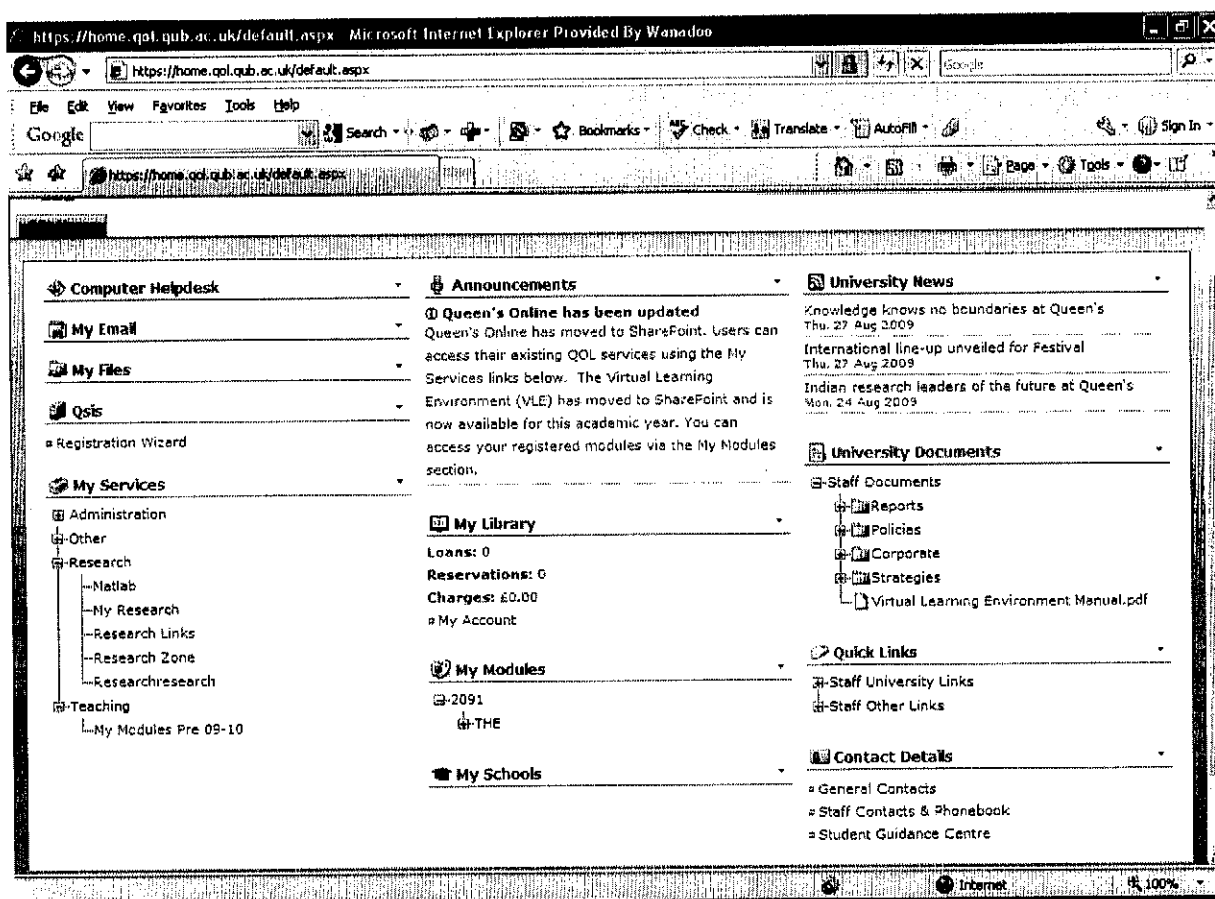 https://home.qol.qub.ac.uk/default.aspx Microsoft Internet Explorer Provided By Wanadoo
https://home.qol.qub.ac.uk/default.aspx
Google
File Edit View Favorites Tools Help
Google Search Bookmarks Check Translate AutoFill Sign In
https://home.qol.qub.ac.uk/default.aspx Page Tools
Computer Helpdesk
My Email
My Files
Qsis
Registration Wizard
My Services
Administration
Other
Research
Matlab
My Research
Research Links
Research Zone
Researchresearch
Teaching
My Modules Pre 09-10
Announcements
Queen's Online has been updated
Queen's Online has moved to SharePoint. Users can
access their existing QOL services using the My
Services links below. The Virtual Learning
Environment (VLE) has moved to SharePoint and is
now available for this academic year. You can
access your registered modules via the My Modules
section.
My Library
Loans: 0
Reservations: 0
Charges: £0.00
My Account
My Modules
2091
THE
My Schools
University News
Knowledge knows no boundaries at Queen's
Thu, 27 Aug 2009
International line-up unveiled for Festival
Thu, 27 Aug 2009
Indian research leaders of the future at Queen's
Mon, 24 Aug 2009
University Documents
Staff Documents
Reports
Policies
Corporate
Strategies
Virtual Learning Environment Manual.pdf
Quick Links
Staff University Links
Staff Other Links
Contact Details
General Contacts
Staff Contacts & Phonebook
Student Guidance Centre
Internet 100%